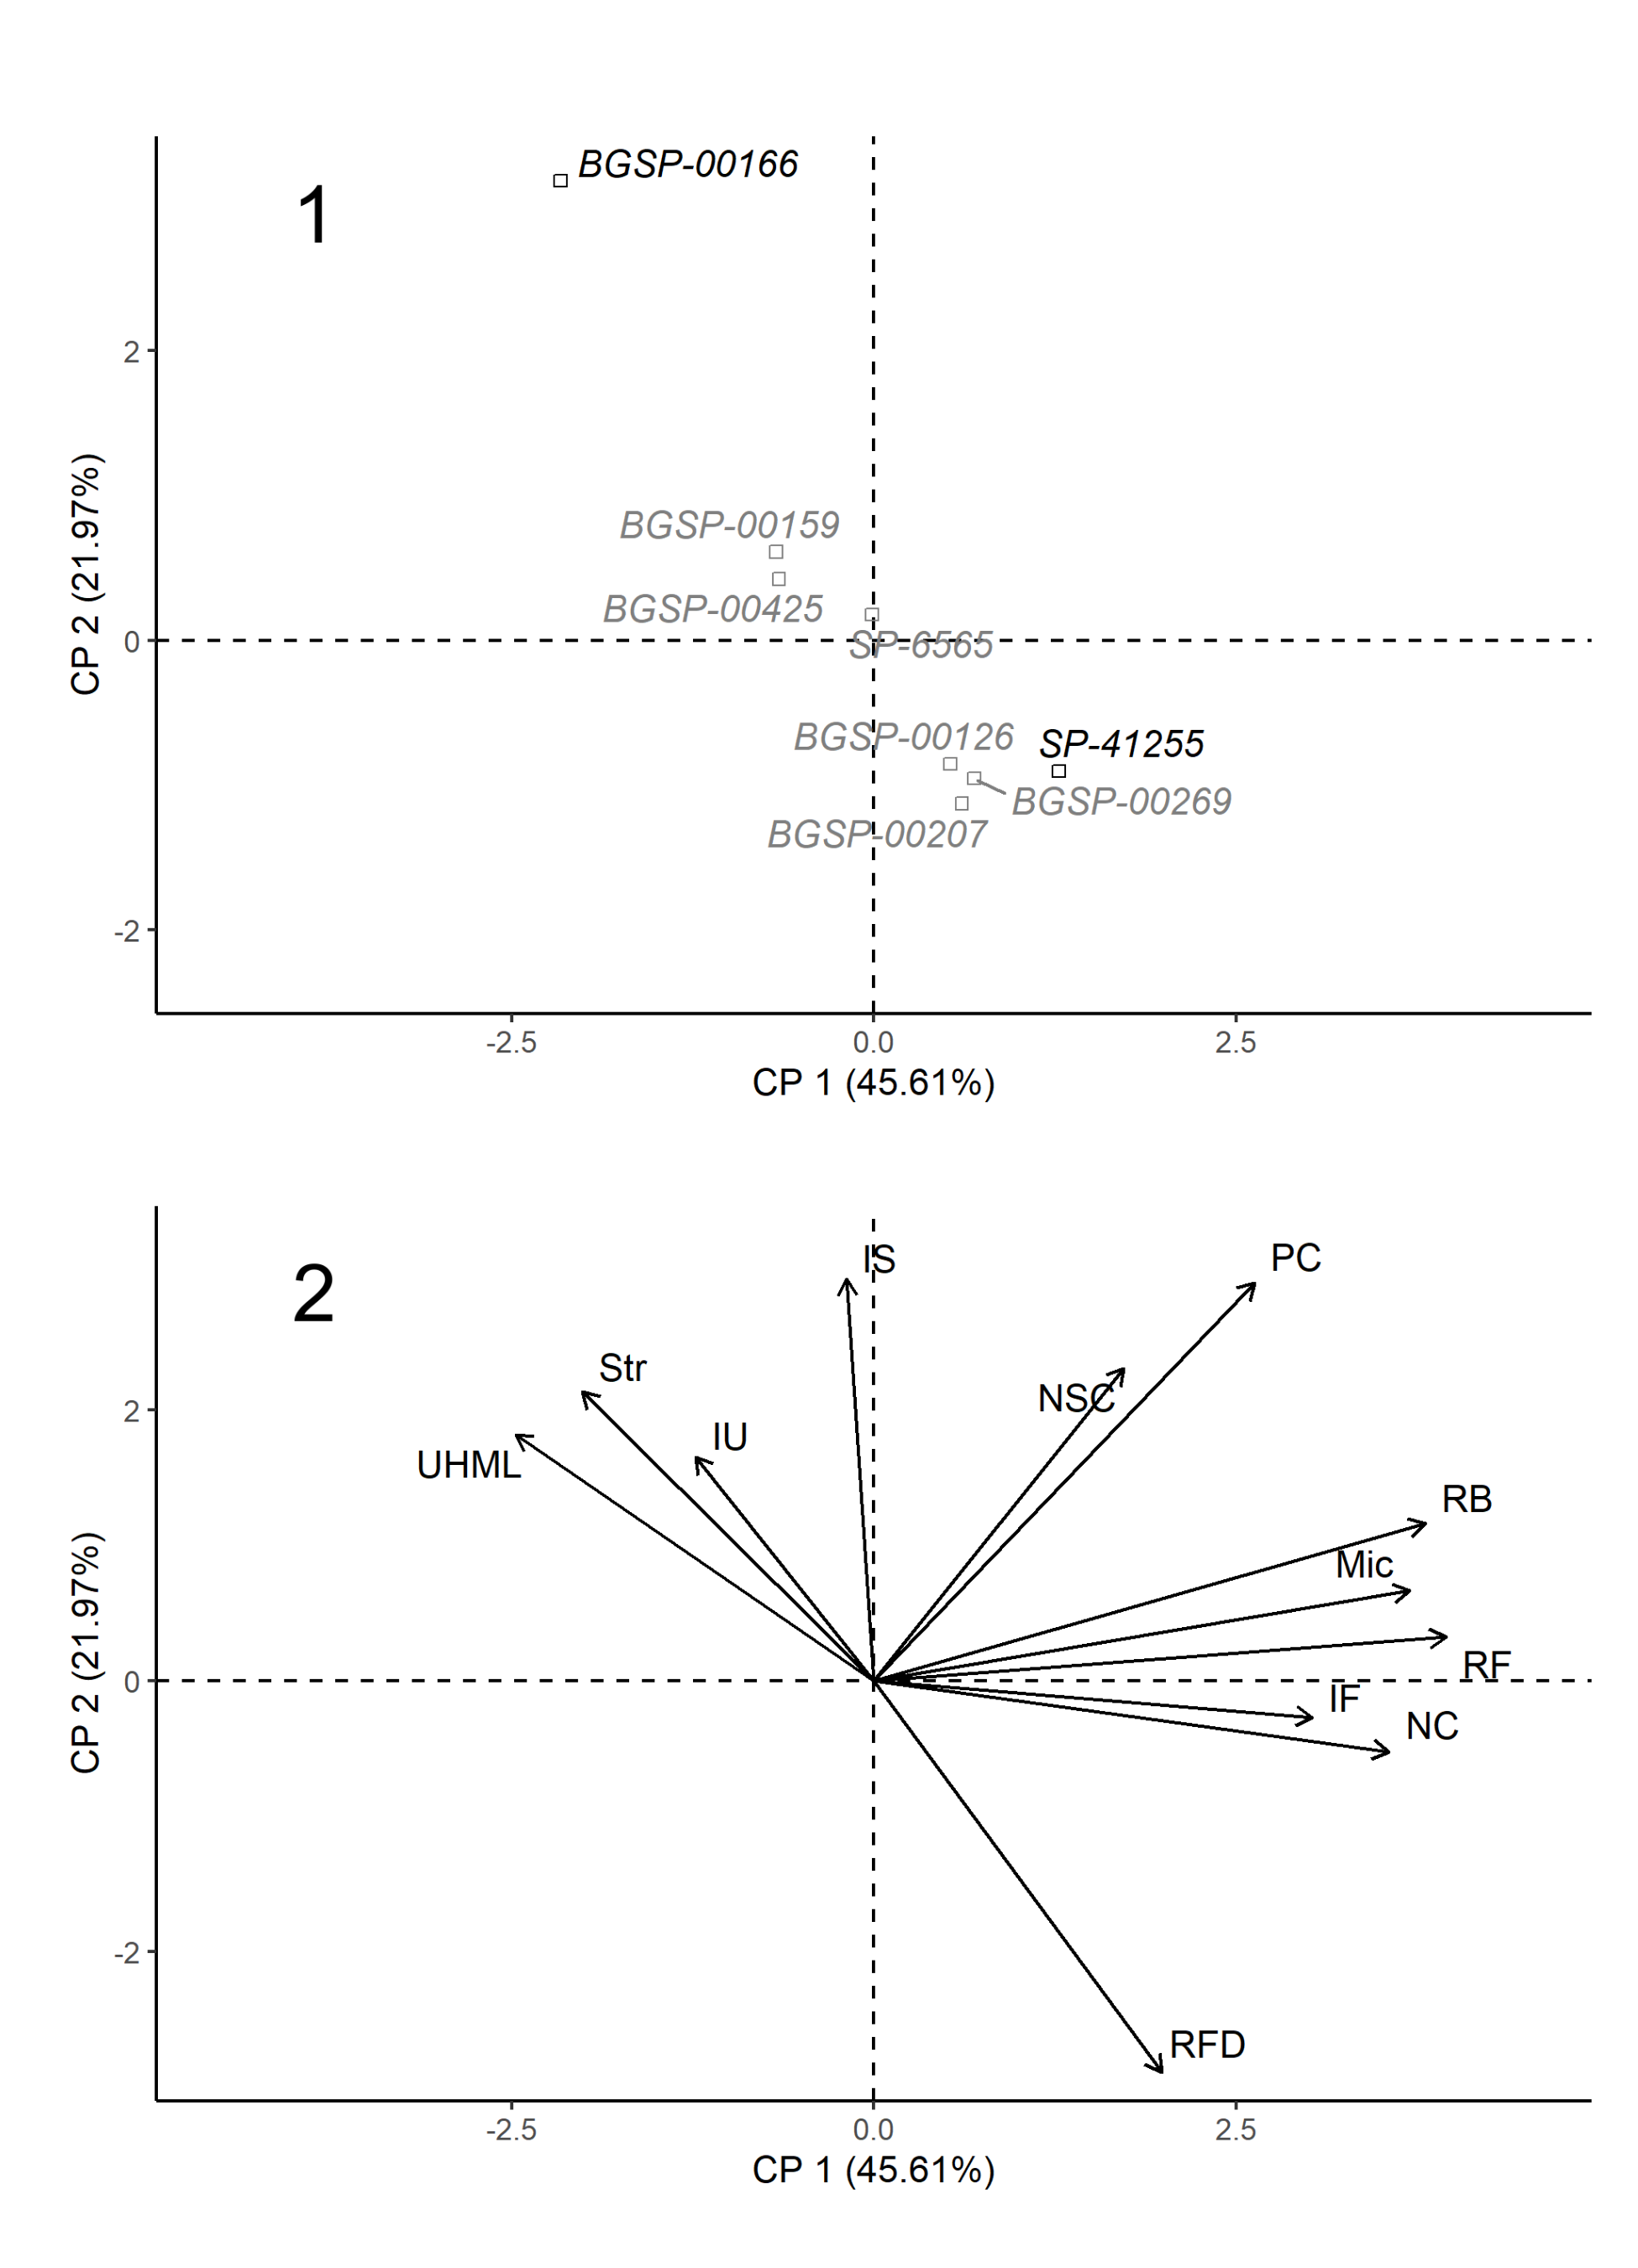 1
BGSP-00166
BGSP-00159
BGSP-00425
SP-6565
BGSP-00126
SP-41255
BGSP-00269
BGSP-00207
2
0
-2
CP 2 (21.97%)
-2.5
0.0
2.5
CP 1 (45.61%)
2
IS
PC
Str
NSC
IU
UHML
RB
Mic
RF
IF
NC
RFD
2
0
-2
CP 2 (21.97%)
-2.5
0.0
2.5
CP 1 (45.61%)